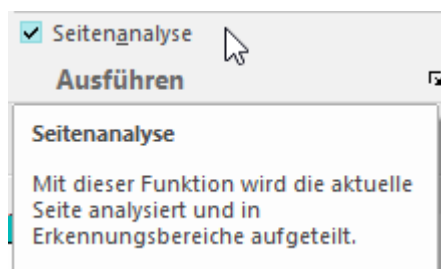 Seitenanalyse
Ausführen
Seitenanalyse
Mit dieser Funktion wird die aktuelle
Seite analysiert und in
Erkennungsbereiche aufgeteilt.